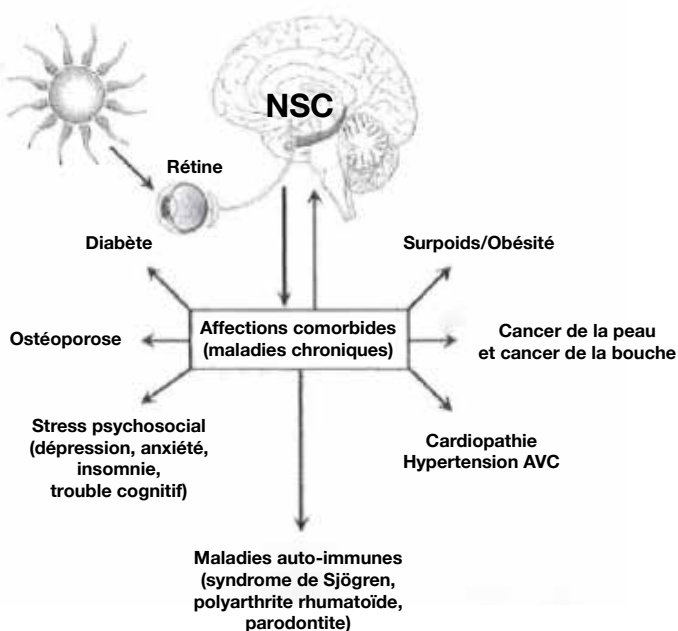 NSC
Rétine
Diabète
Surpoids/Obésité
Ostéoporose
Affections comorbides
(maladies chroniques)
Cancer de la peau
et cancer de la bouche
Stress psychosocial
(dépression, anxiété,
insomnie,
trouble cognitif)
Cardiopathie
Hypertension AVC
Maladies auto-immunes
(syndrome de Sjögren,
polyarthrite rhumatoïde,
parodontite)